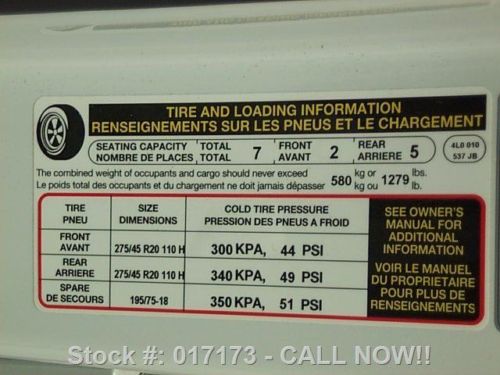 TIRE AND LOADING INFORMATION
RENSEIGNEMENTS SUR LES PNEUS ET LE CHARGEMENT
SEATING CAPACITY TOTAL 7 FRONT 2 REAR 5 4L0 010
NOMBRE DE PLACES TOTAL AVANT ARRIERE 537 JB
The combined weight of occupants and cargo should never exceed 580 kg or 1279 lbs.
Le poids total des occupants et du chargement ne doit jamais dépasser kg ou lb.
TIRE SIZE COLD TIRE PRESSURE
PNEU DIMENSIONS PRESSION DES PNEUS A FROID
FRONT
AVANT 275/45 R20 110 H 300 KPA, 44 PSI
REAR
ARRIERE 275/45 R20 110 H 340 KPA, 49 PSI
SPARE
DE SECOURS 195/75-18 350 KPA, 51 PSI
SEE OWNER'S
MANUAL FOR
ADDITIONAL
INFORMATION
VOIR LE MANUEL
DU PROPRIETAIRE
POUR PLUS DE
RENSEIGNEMENTS
Stock #: 017173 - CALL NOW!!